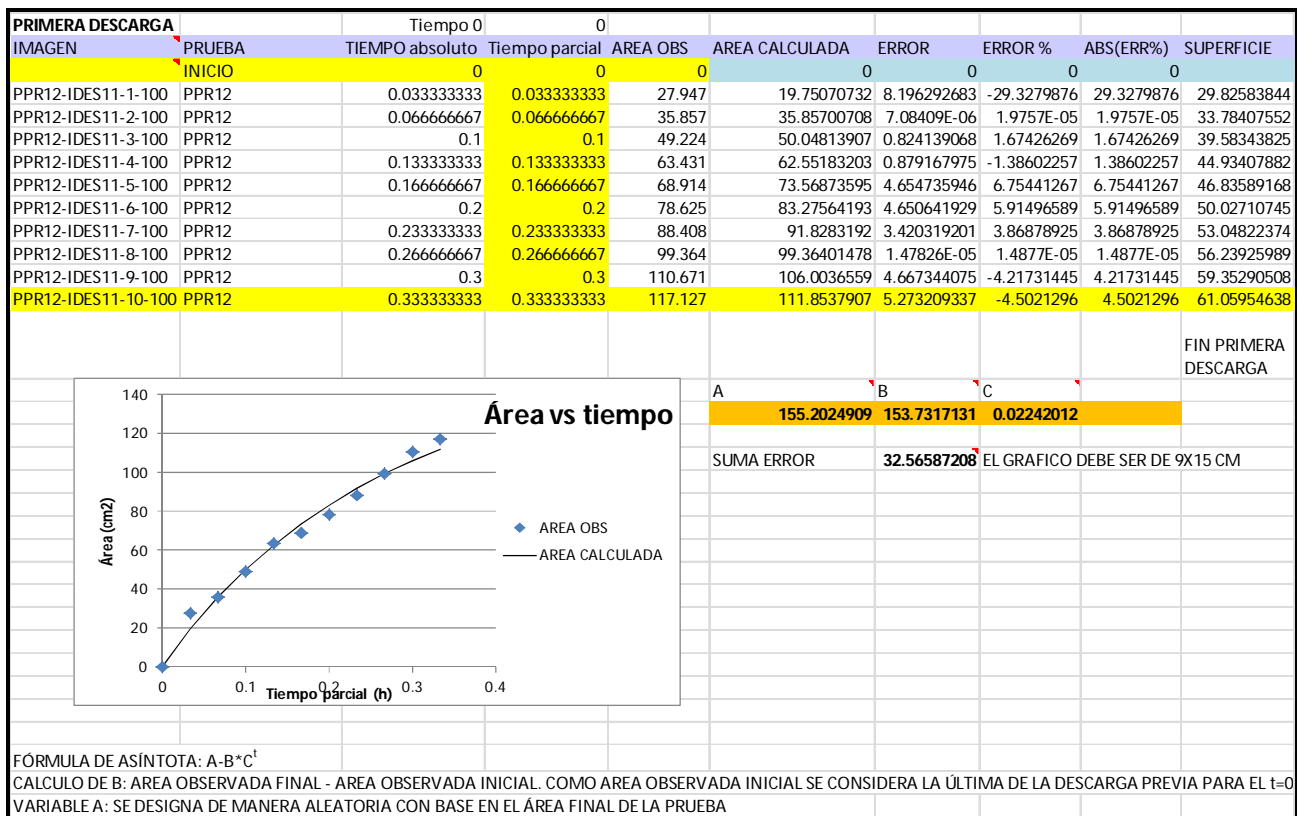 PRIMERA DESCARGA Tiempo 0 0
IMAGEN PRUEBA TIEMPO absoluto Tiempo parcial AREA OBS AREA CALCULADA ERROR ERROR % ABS(ERR%) SUPERFICIE
INICIO 0 0 0 0 0 0 0
PPR12-IDES11-1-100 PPR12 0.033333333 0.033333333 27.947 19.75070732 8.196292683 -29.3279876 29.3279876 29.82583844
PPR12-IDES11-2-100 PPR12 0.066666667 0.066666667 35.857 35.85700708 7.08409E-06 1.9757E-05 1.9757E-05 33.78407552
PPR12-IDES11-3-100 PPR12 0.1 0.1 49.224 50.04813907 0.824139068 1.67426269 1.67426269 39.58343825
PPR12-IDES11-4-100 PPR12 0.133333333 0.133333333 63.431 62.55183203 0.879167975 -1.38602257 1.38602257 44.93407882
PPR12-IDES11-5-100 PPR12 0.166666667 0.166666667 68.914 73.56873595 4.654735946 6.75441267 6.75441267 46.83589168
PPR12-IDES11-6-100 PPR12 0.2 0.2 78.625 83.27564193 4.650641929 5.91496589 5.91496589 50.02710745
PPR12-IDES11-7-100 PPR12 0.233333333 0.233333333 88.408 91.8283192 3.420319201 3.86878925 3.86878925 53.04822374
PPR12-IDES11-8-100 PPR12 0.266666667 0.266666667 99.364 99.36401478 1.47826E-05 1.4877E-05 1.4877E-05 56.23925989
PPR12-IDES11-9-100 PPR12 0.3 0.3 110.671 106.0036559 4.667344075 -4.21731445 4.21731445 59.35290508
PPR12-IDES11-10-100 PPR12 0.333333333 0.333333333 117.127 111.8537907 5.273209337 -4.5021296 4.5021296 61.05954638
FIN PRIMERA
DESCARGA
A B C
155.2024909 153.7317131 0.02242012
SUMA ERROR 32.56587208 EL GRAFICO DEBE SER DE 9X15 CM
Área vs tiempo
140
120
100
80
60
40
20
0
Área (cm2)
AREA OBS
AREA CALCULADA
0 0.1 0.2 0.3 0.4
Tiempo parcial (h)
FÓRMULA DE ASÍNTOTA: A-B*C^t
CALCULO DE B: AREA OBSERVADA FINAL - AREA OBSERVADA INICIAL. COMO AREA OBSERVADA INICIAL SE CONSIDERA LA ÚLTIMA DE LA DESCARGA PREVIA PARA EL t=0
VARIABLE A: SE DESIGNA DE MANERA ALEATORIA CON BASE EN EL ÁREA FINAL DE LA PRUEBA